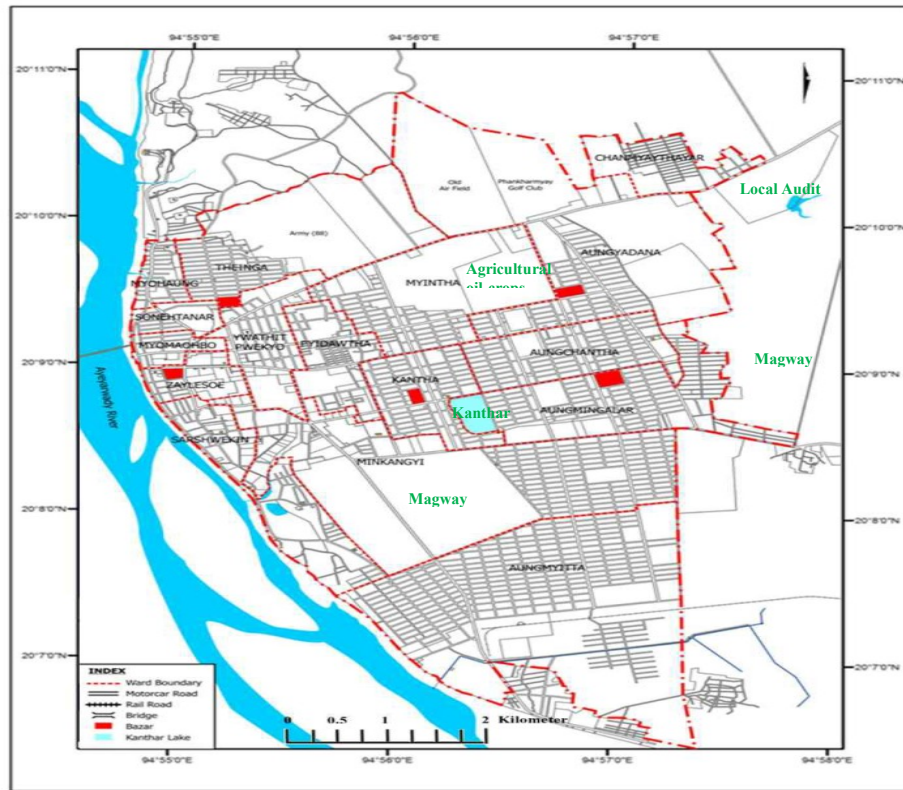 94°55'0"E 94°56'0"E 94°57'0"E
20°11'0"N 20°11'0"N
CHANMYAYTHAYAR
Old
Air Field
Phankharmyay
Golf Club
Local Audit
20°10'0"N 20°10'0"N
Army (88)
AUNGYADANA
THEINGA
Agricultural
oil crops
MYOHAUNG
MYINTHA
SONEHTANAR
YWATHIT
PWEKYO
PYIDAWTHA
MYOMAOHBO
AUNGCHANTHA
20°9'0"N 20°9'0"N
Magway
ZAYLESOE
KANTHA
Kanthar
AUNGMINGALAR
Ayeyarwady River
SARSHWEKIN
MINKANGYI
Magway
20°8'0"N 20°8'0"N
AUNGMYITTA
20°7'0"N 20°7'0"N
INDEX
Ward Boundary
Motorcar Road
Rail Road
Bridge
Bazar
Kanthar Lake
0 0.5 1 2 Kilometer
94°55'0"E 94°56'0"E 94°57'0"E 94°58'0"E